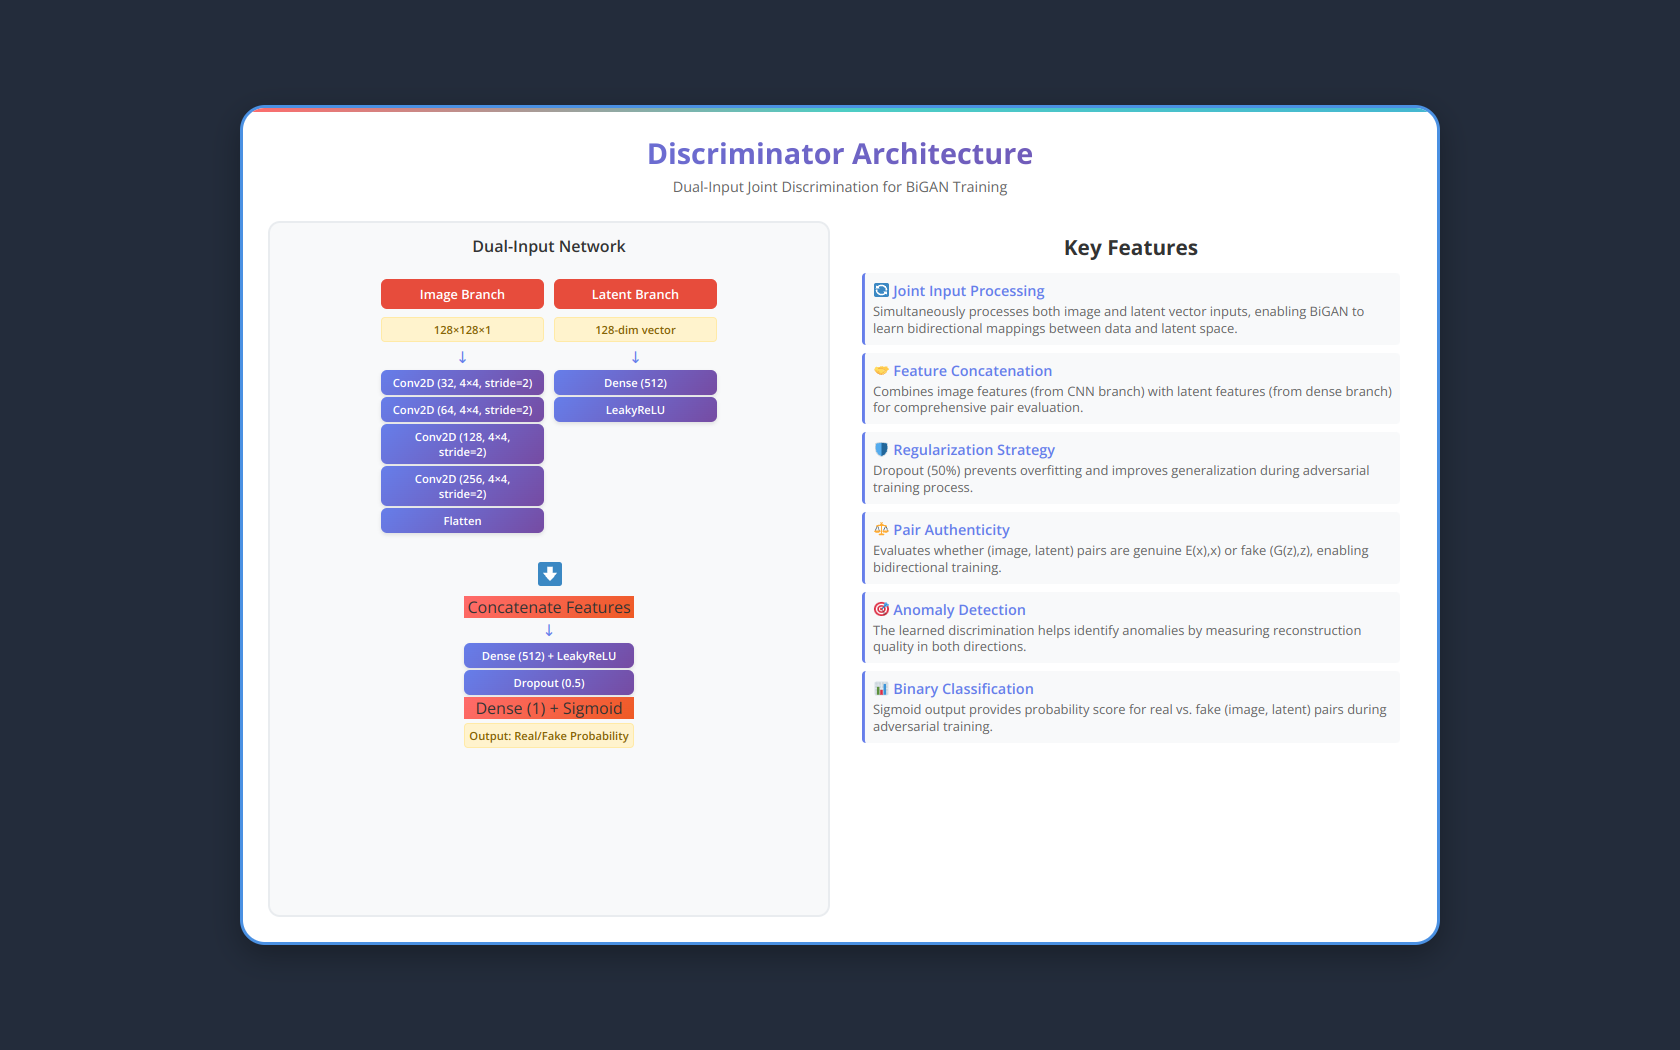 Discriminator Architecture
Dual-Input Joint Discrimination for BiGAN Training
Dual-Input Network
Image Branch
128×128×1
↓
Conv2D (32, 4×4, stride=2)
Conv2D (64, 4×4, stride=2)
Conv2D (128, 4×4,
stride=2)
Conv2D (256, 4×4,
stride=2)
Flatten
Latent Branch
128-dim vector
↓
Dense (512)
LeakyReLU
Concatenate Features
↓
Dense (512) + LeakyReLU
Dropout (0.5)
Dense (1) + Sigmoid
Output: Real/Fake Probability
Key Features
Joint Input Processing
Simultaneously processes both image and latent vector inputs, enabling BiGAN to
learn bidirectional mappings between data and latent space.
Feature Concatenation
Combines image features (from CNN branch) with latent features (from dense branch)
for comprehensive pair evaluation.
Regularization Strategy
Dropout (50%) prevents overfitting and improves generalization during adversarial
training process.
Pair Authenticity
Evaluates whether (image, latent) pairs are genuine E(x),x) or fake (G(z),z), enabling
bidirectional training.
Anomaly Detection
The learned discrimination helps identify anomalies by measuring reconstruction
quality in both directions.
Binary Classification
Sigmoid output provides probability score for real vs. fake (image, latent) pairs during
adversarial training.